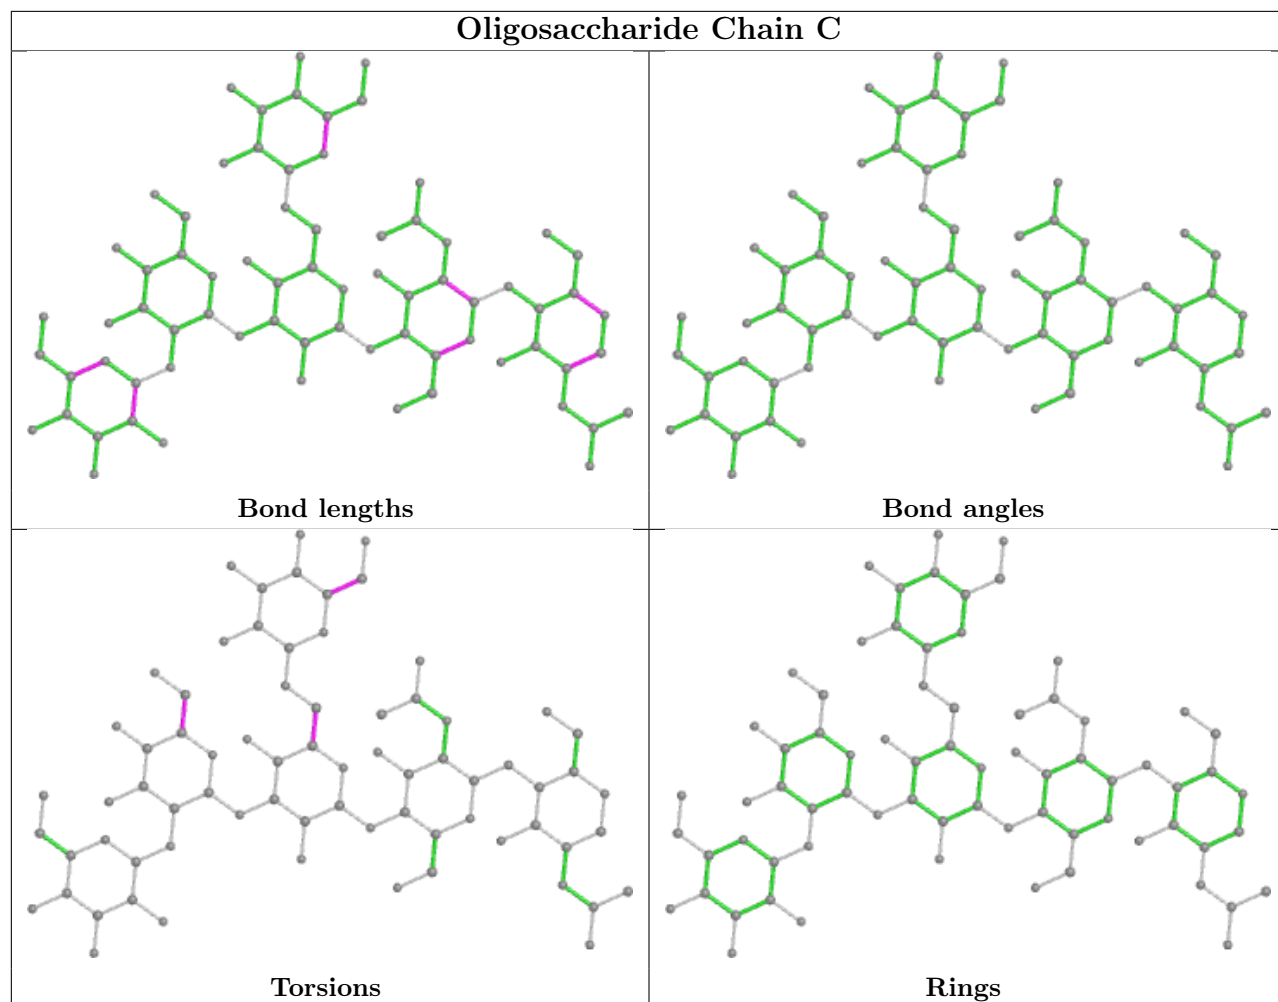 Oligosaccharide Chain C
Bond lengths
Bond angles
Torsions
Rings